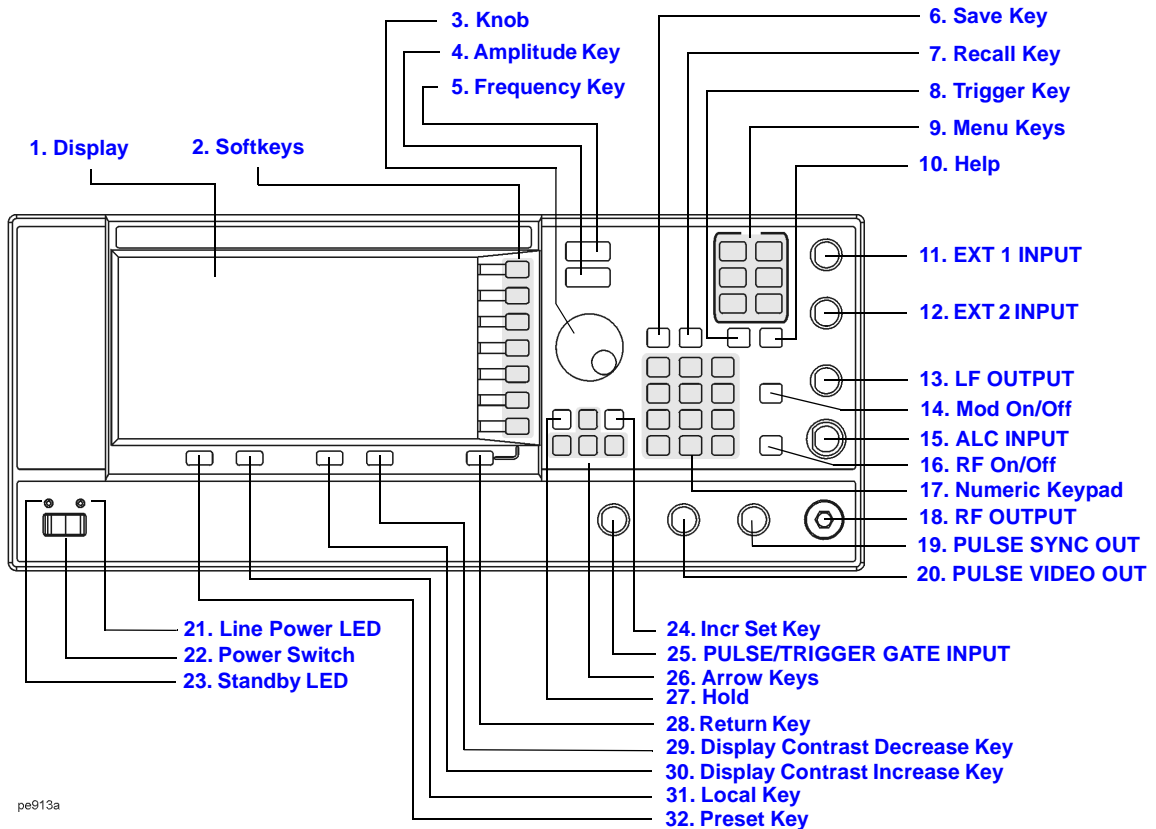 3. Knob
4. Amplitude Key
5. Frequency Key
1. Display
2. Softkeys
6. Save Key
7. Recall Key
8. Trigger Key
9. Menu Keys
10. Help
11. EXT 1 INPUT
12. EXT 2 INPUT
13. LF OUTPUT
14. Mod On/Off
15. ALC INPUT
16. RF On/Off
17. Numeric Keypad
18. RF OUTPUT
19. PULSE SYNC OUT
20. PULSE VIDEO OUT
21. Line Power LED
22. Power Switch
23. Standby LED
24. Incr Set Key
25. PULSE/TRIGGER GATE INPUT
26. Arrow Keys
27. Hold
28. Return Key
29. Display Contrast Decrease Key
30. Display Contrast Increase Key
31. Local Key
32. Preset Key
pe913a